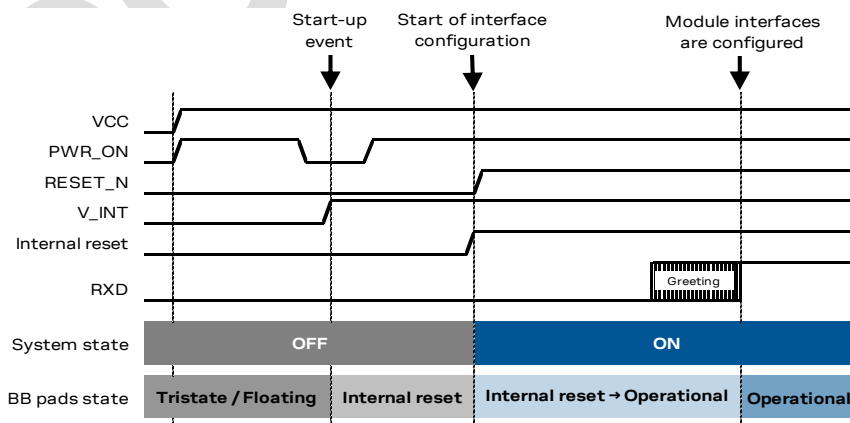 Start-up
event
Start of interface
configuration
Module interfaces
are configured
VCC
PWR_ON
RESET_N
V_INT
Internal reset
RXD
Greeting
System state
OFF
ON
BB pads state
Tristate / Floating
Internal reset
Internal reset → Operational
Operational